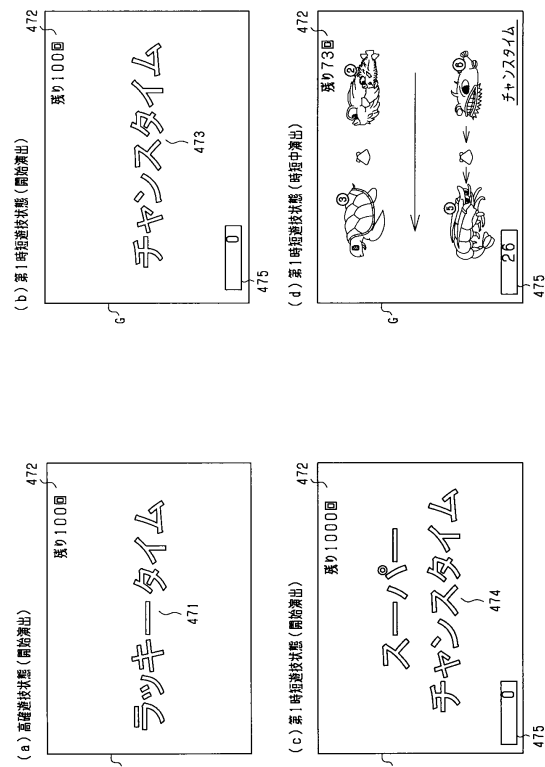 (a) 高確遊技状態(開始演出)
472
残り100回
ラッキータイム
471
(b) 第1時短遊技状態(開始演出)
472
残り100回
チャンスタイム
473
0
475
G
(c) 第1時短遊技状態(開始演出)
472
残り1000回
スーパー
チャンスタイム
474
0
475
(d) 第1時短遊技状態(時短中演出)
472
残り73回
3
2
5
6
チャンスタイム
26
475
G